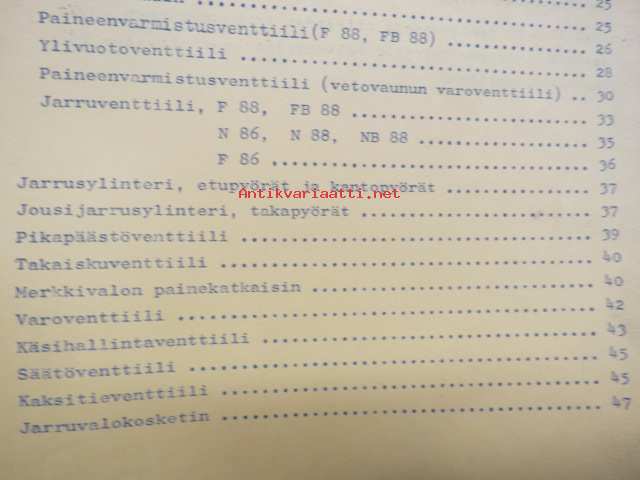 25
25
Paineenvarmistusventtiili(F 88, FB 88) .............. 26
Ylivuotoventtiili ................................... 28
Paineenvarmistusventtiili (vetovaunun varoventtiili) .. 30
Jarruventtiili, F 88, FB 88 ......................... 33
N 86, N 88, NB 88 ................... 35
F 86 ................................ 36
Jarrusylinteri, etupyörät ja kantopyörät ............ 37
Antikvariaatti.net
Jousijarrusylinteri, takapyörät ..................... 37
Pikapäästöventtiili ................................. 39
Takaiskuventtiili ................................... 40
Merkkivalon painekatkaisin .......................... 40
Varoventtiili ....................................... 42
Käsihallintaventtiili ............................... 43
Säätöventtiili ...................................... 45
Kaksitieventtiili ................................... 45
Jarruvalokosketin ................................... 47